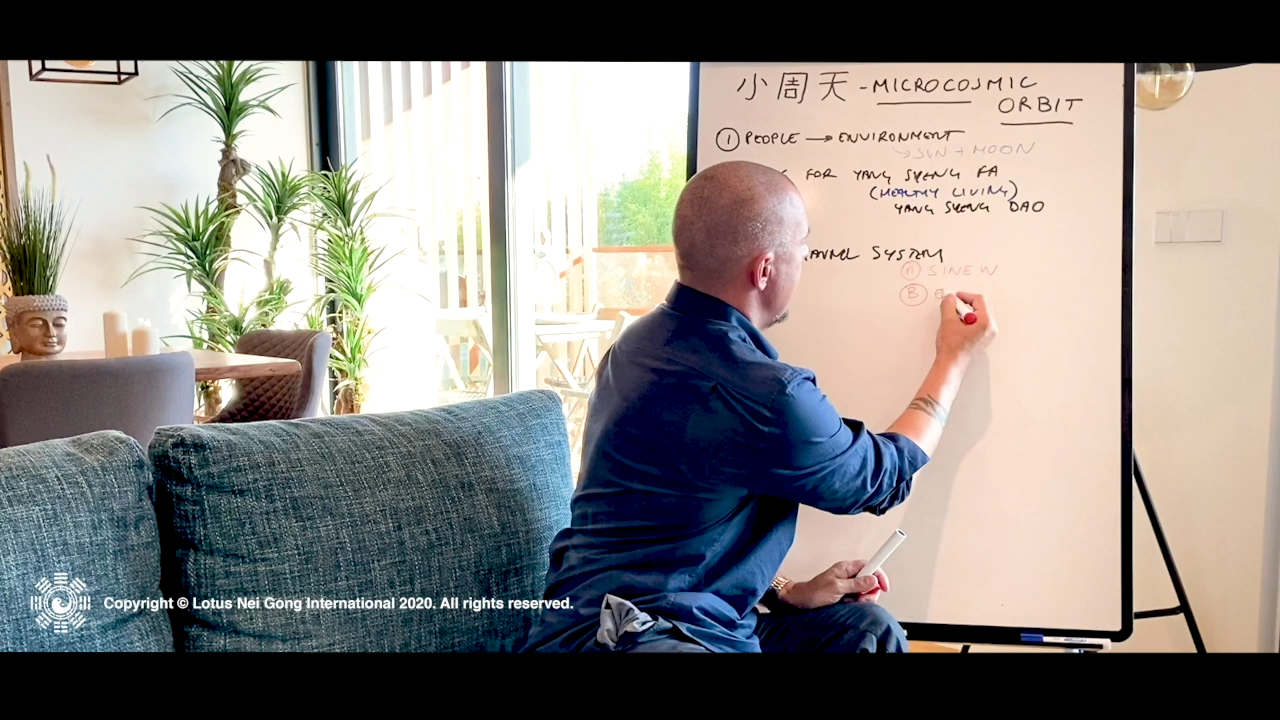 小周天 - MICROCOSMIC
ORBIT
① PEOPLE → ENVIRONMENT
↳ SUN + MOON
FOR YANG SHENG FA
(HEALTHY LIVING)
YANG SHENG DAO
SYSTEM
Ⓐ SINEW
Ⓑ
Copyright © Lotus Nei Gong International 2020. All rights reserved.